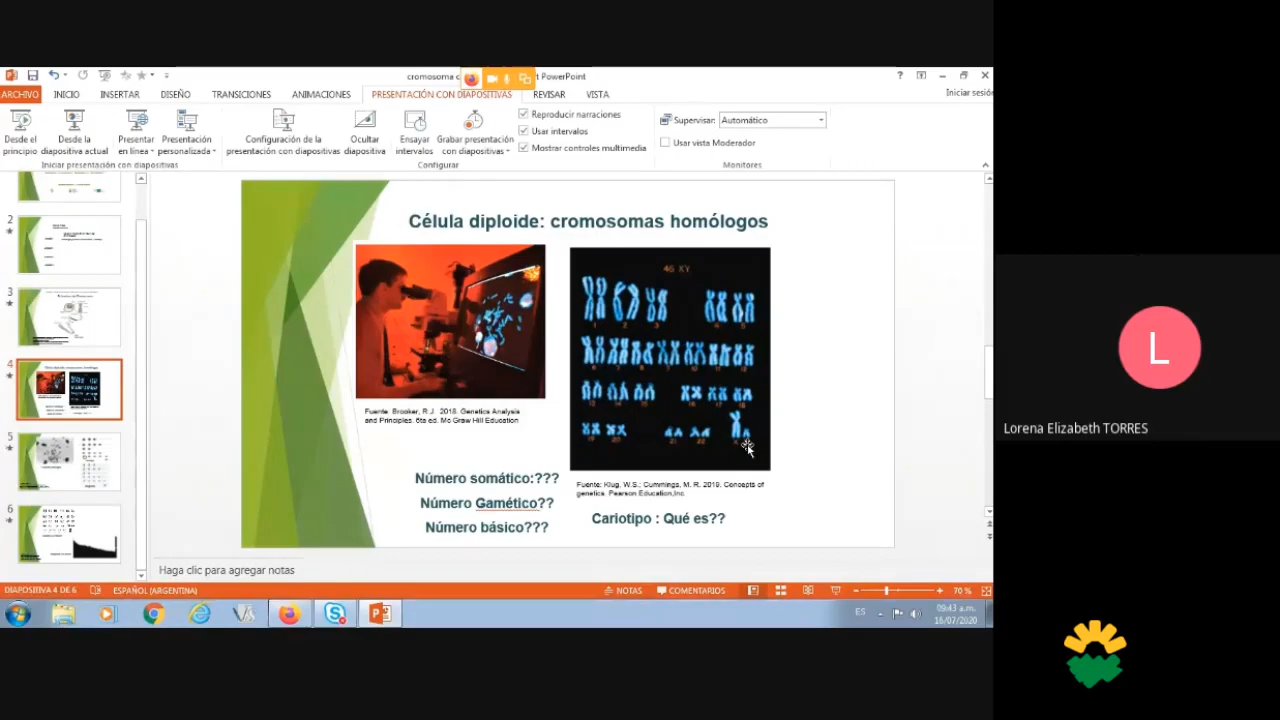 cromosoma c
t PowerPoint
Iniciar sesió
ARCHIVO INICIO INSERTAR DISEÑO TRANSICIONES ANIMACIONES PRESENTACIÓN CON DIAPOSITIVAS REVISAR VISTA
Desde el principio
Desde la diapositiva actual
Presentar en línea
Presentación personalizada
Configuración de la presentación con diapositivas
Ocultar diapositiva
Ensayar intervalos
Grabar presentación con diapositivas
Reproducir narraciones
Usar intervalos
Mostrar controles multimedia
Supervisar: Automático
Usar vista Moderador
Iniciar presentación con diapositivas
Configurar
Monitores
2
3
4
5
6
Célula diploide: cromosomas homólogos
46 XY
Fuente: Brooker, R.J. 2018. Genetics Analysis
and Principles. 6ta ed. Mc Graw Hill Education
Número somático:???
Número Gamético??
Número básico???
Fuente: Klug, W.S.; Cummings, M. R. 2019. Concepts of
genetics. Pearson Education,Inc.
Cariotipo : Qué es??
Haga clic para agregar notas
DIAPOSITIVA 4 DE 6 ESPAÑOL (ARGENTINA) NOTAS COMENTARIOS 70 %
ES 09:43 a.m.
16/07/2020
L
Lorena Elizabeth TORRES